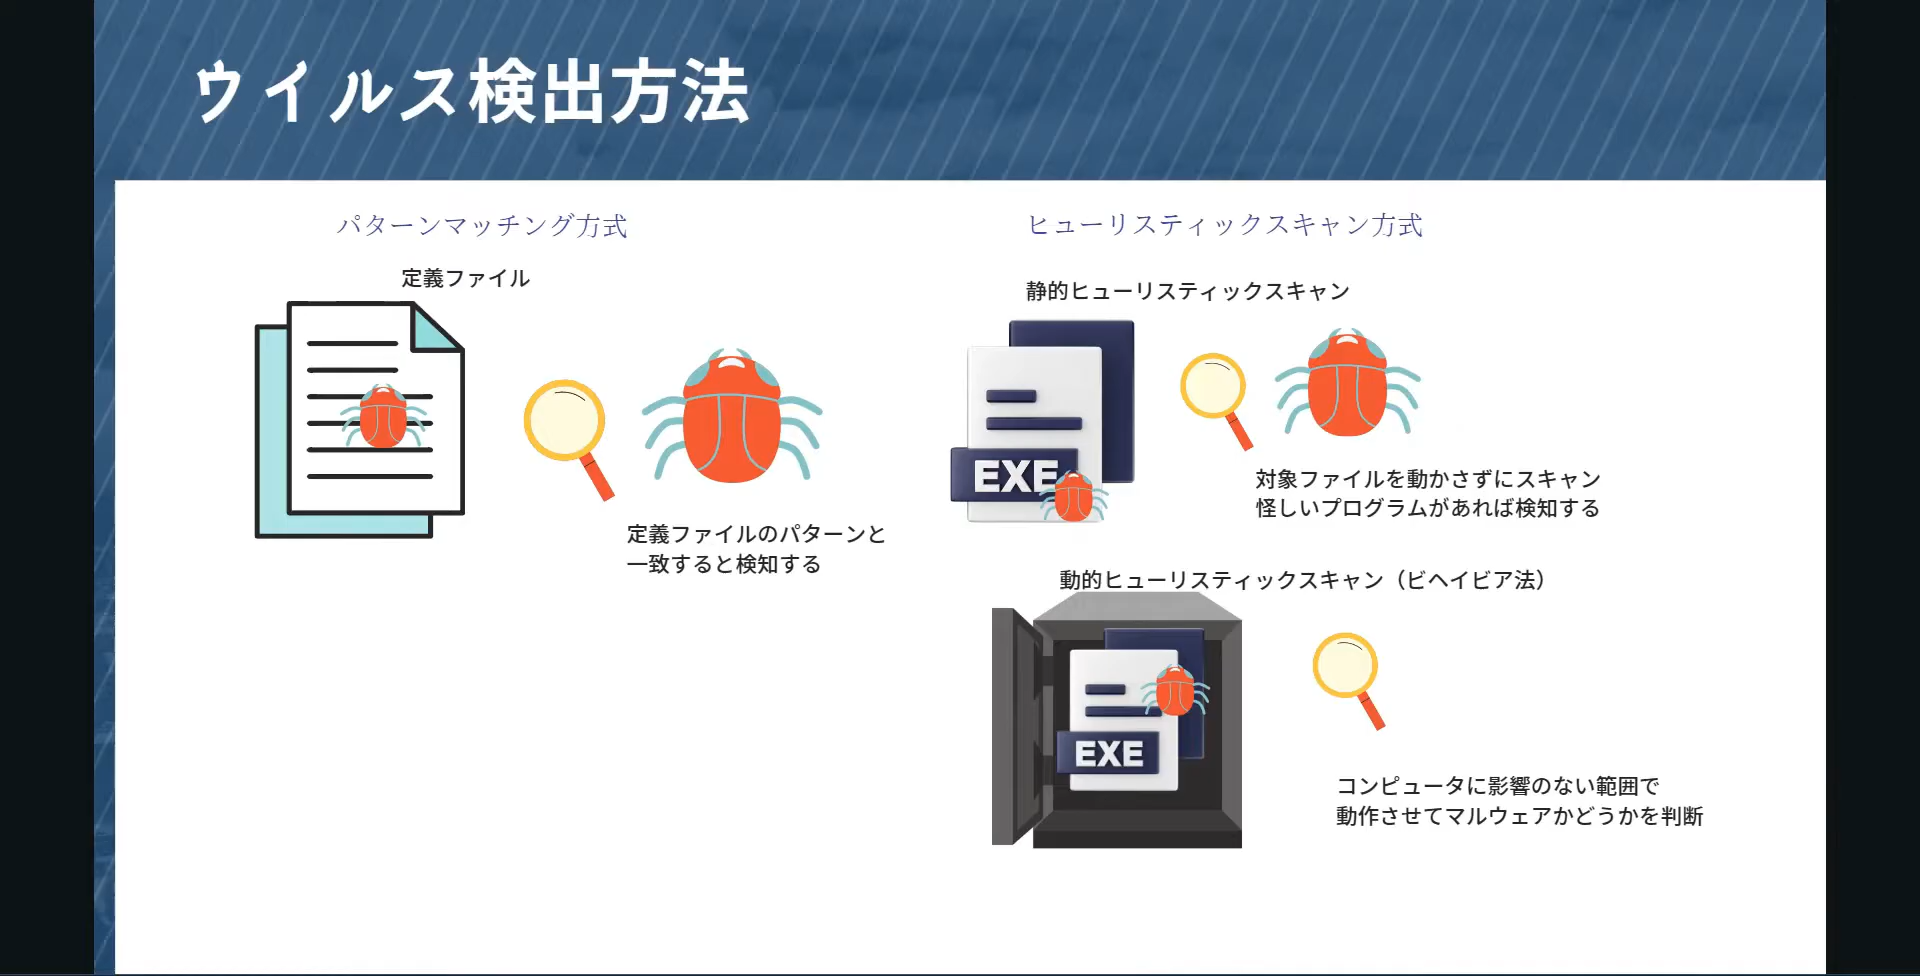 ウイルス検出方法
パターンマッチング方式
定義ファイル
定義ファイルのパターンと
一致すると検知する
ヒューリスティックスキャン方式
静的ヒューリスティックスキャン
EXE
対象ファイルを動かさずにスキャン
怪しいプログラムがあれば検知する
動的ヒューリスティックスキャン（ビヘイビア法）
EXE
コンピュータに影響のない範囲で
動作させてマルウェアかどうかを判断